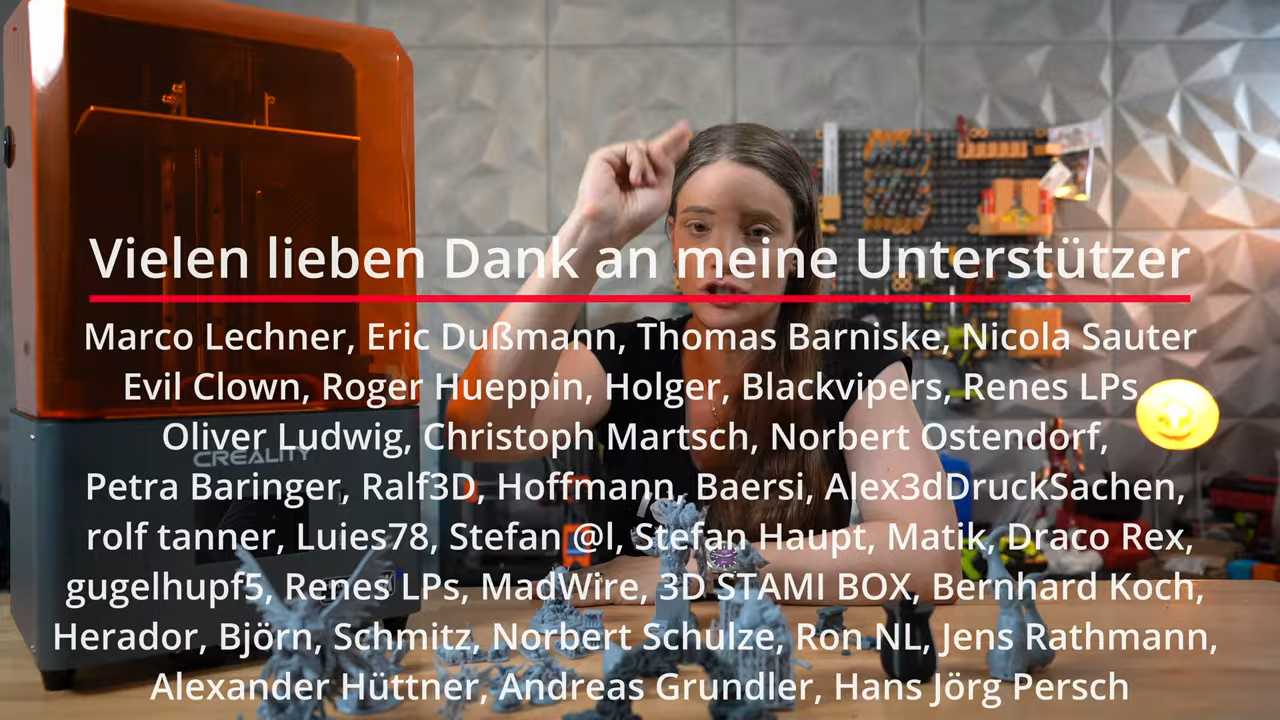 Vielen lieben Dank an meine Unterstützer
Marco Lechner, Eric Dußmann, Thomas Barniske, Nicola Sauter
Evil Clown, Roger Hueppin, Holger, Blackvipers, Renes LPs
Oliver Ludwig, Christoph Martsch, Norbert Ostendorf,
CREALITY
Petra Baringer, Ralf3D, Hoffmann, Baersi, Alex3dDruckSachen,
rolf tanner, Luies78, Stefan @l, Stefan Haupt, Matik, Draco Rex,
gugelhupf5, Renes LPs, MadWire, 3D STAMI BOX, Bernhard Koch,
Herador, Björn, Schmitz, Norbert Schulze, Ron NL, Jens Rathmann,
Alexander Hüttner, Andreas Grundler, Hans Jörg Persch